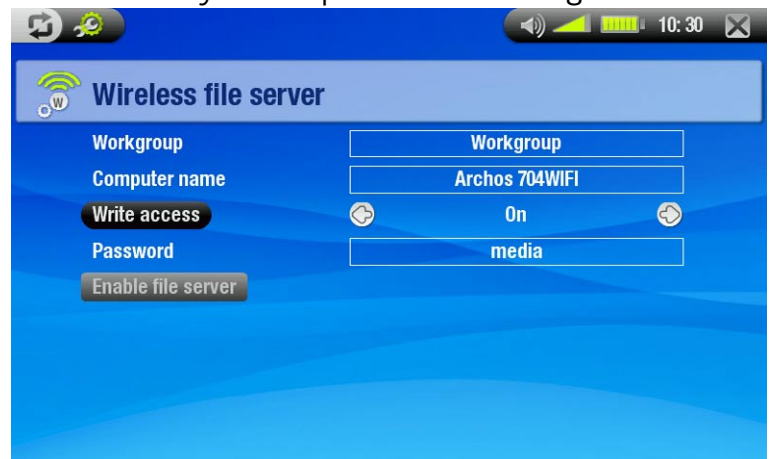 10:30
W Wireless file server
Workgroup Workgroup
Computer name Archos 704WIFI
Write access On
Password media
Enable file server